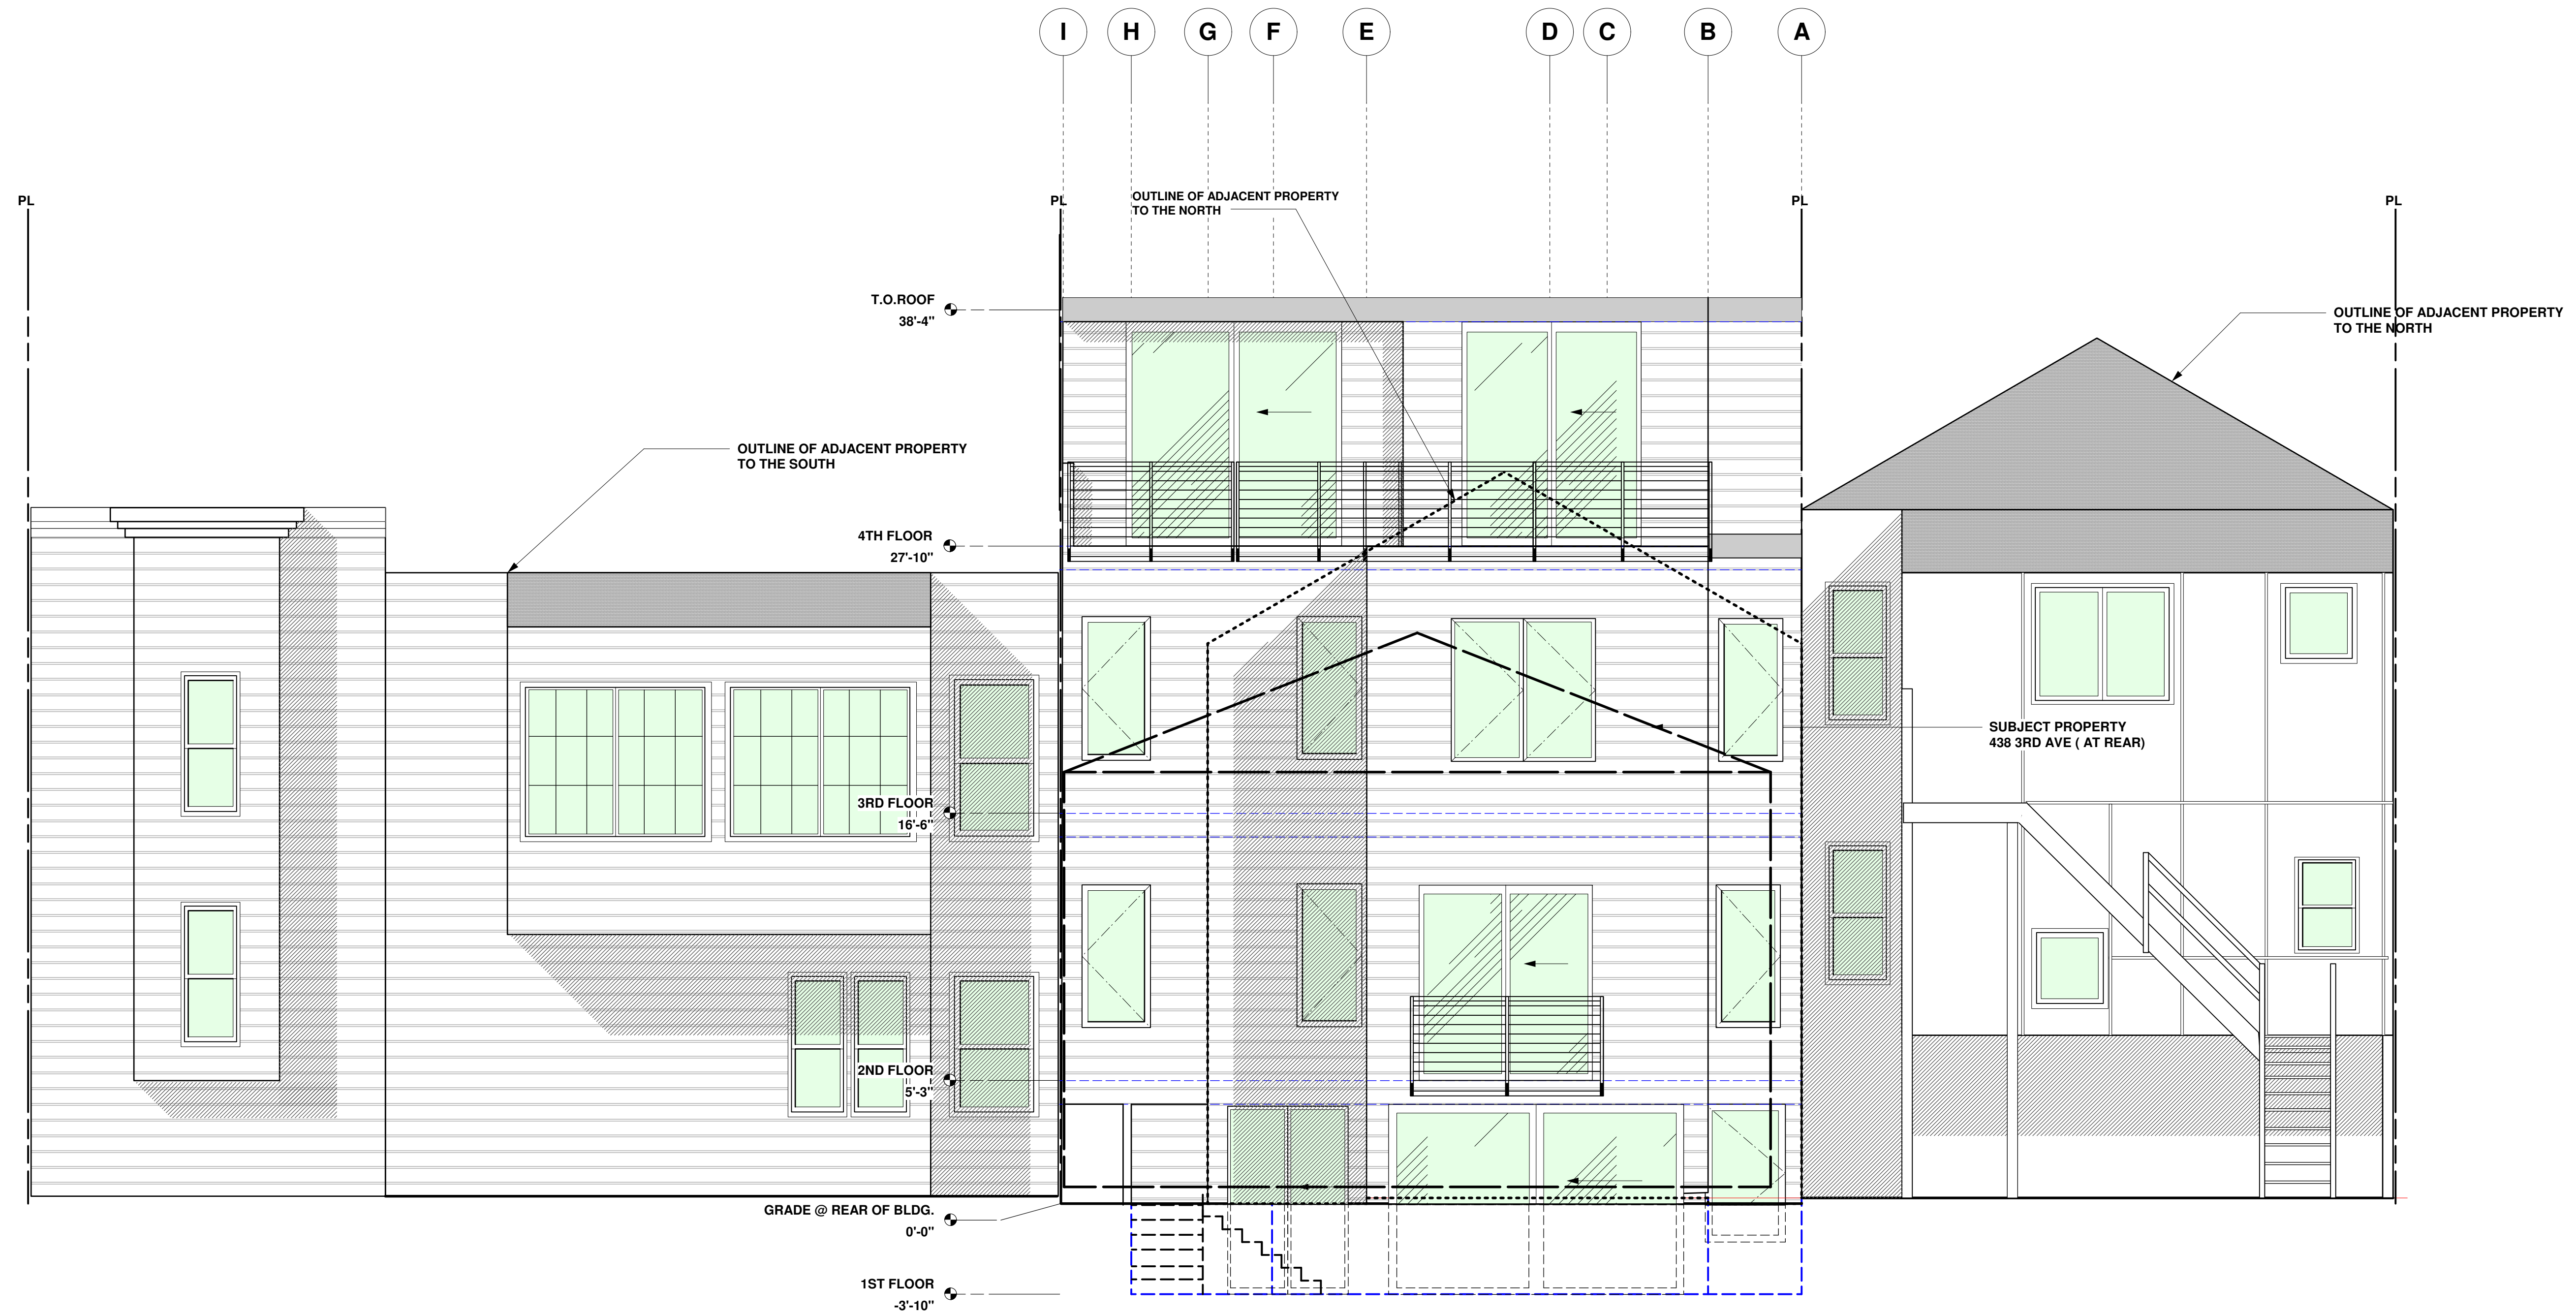 I H G F E D C B A
PL PL PL PL
OUTLINE OF ADJACENT PROPERTY
TO THE NORTH
T.O.ROOF
38'-4"
OUTLINE OF ADJACENT PROPERTY
TO THE NORTH
OUTLINE OF ADJACENT PROPERTY
TO THE SOUTH
4TH FLOOR
27'-10"
SUBJECT PROPERTY
438 3RD AVE ( AT REAR)
3RD FLOOR
16'-6"
2ND FLOOR
5'-3"
GRADE @ REAR OF BLDG.
0'-0"
1ST FLOOR
-3'-10"